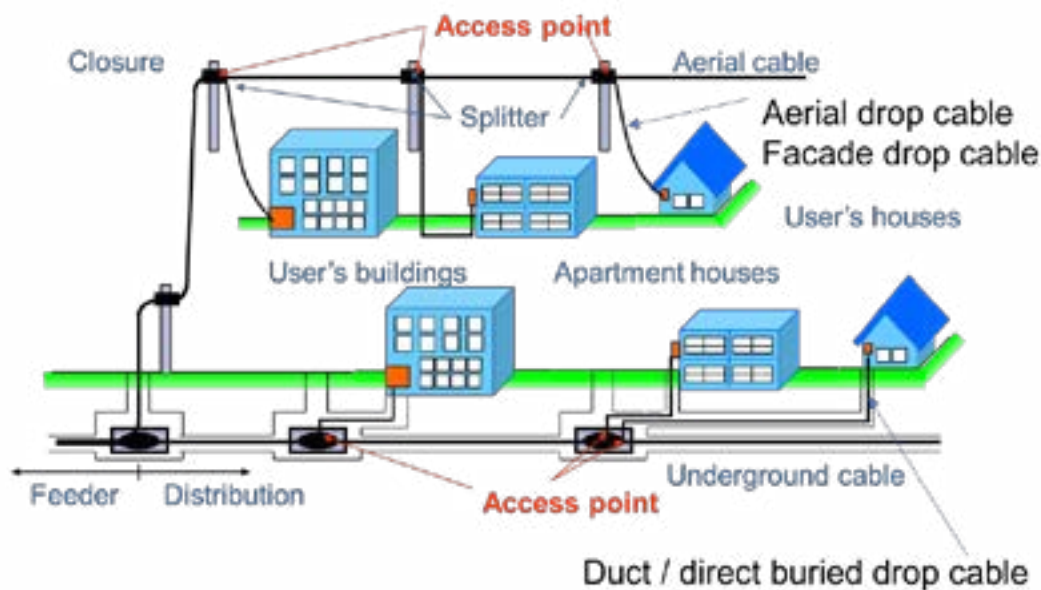 Access point
Closure
Aerial cable
Splitter
Aerial drop cable
Facade drop cable
User's houses
User's buildings
Apartment houses
Underground cable
Feeder
Distribution
Access point
Duct / direct buried drop cable